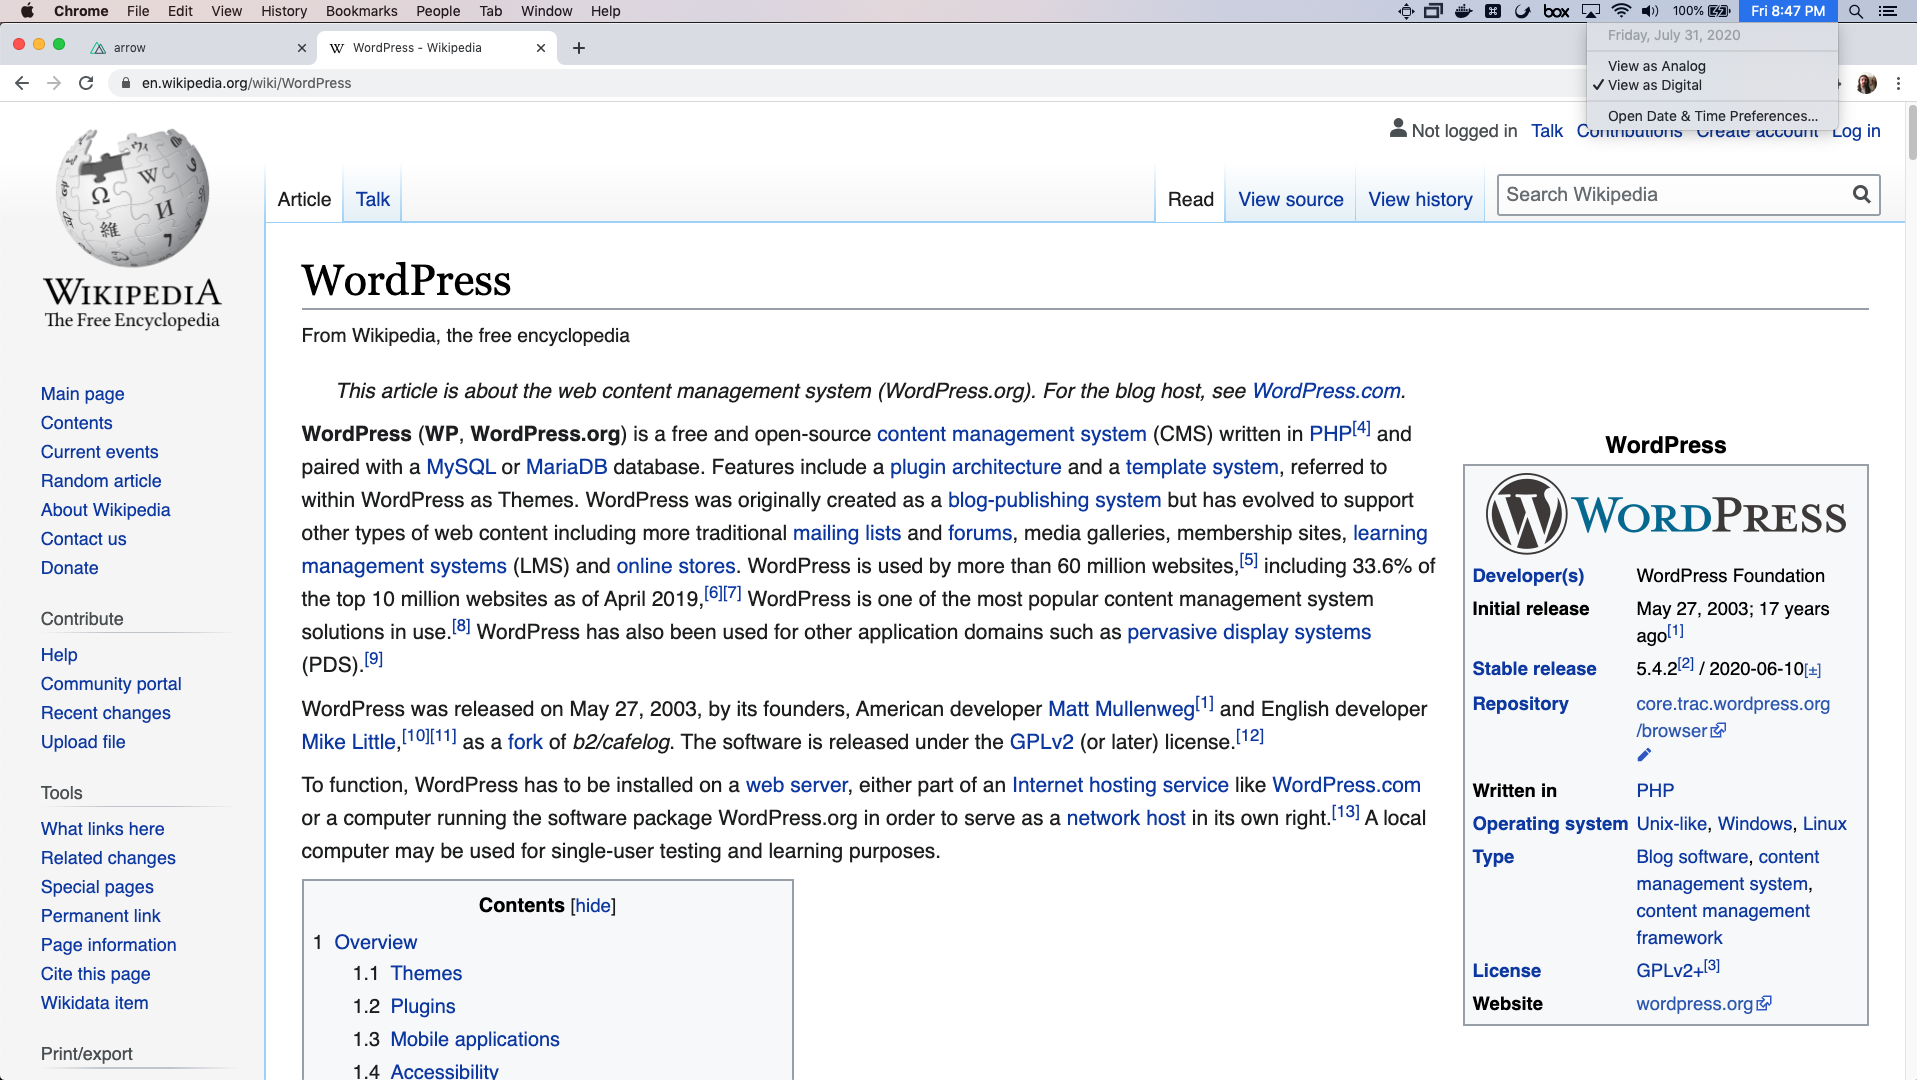 Chrome File Edit View History Bookmarks People Tab Window Help
box 100% Fri 8:47 PM
Friday, July 31, 2020
View as Analog
✓ View as Digital
Open Date & Time Preferences...
arrow
WordPress - Wikipedia
en.wikipedia.org/wiki/WordPress
Not logged in Talk Contributions Create account Log in
Article Talk
Read View source View history
Search Wikipedia
WIKIPEDIA
The Free Encyclopedia
Main page
Contents
Current events
Random article
About Wikipedia
Contact us
Donate
Contribute
Help
Community portal
Recent changes
Upload file
Tools
What links here
Related changes
Special pages
Permanent link
Page information
Cite this page
Wikidata item
Print/export
WordPress
From Wikipedia, the free encyclopedia
This article is about the web content management system (WordPress.org). For the blog host, see WordPress.com.
WordPress (WP, WordPress.org) is a free and open-source content management system (CMS) written in PHP[4] and
paired with a MySQL or MariaDB database. Features include a plugin architecture and a template system, referred to
within WordPress as Themes. WordPress was originally created as a blog-publishing system but has evolved to support
other types of web content including more traditional mailing lists and forums, media galleries, membership sites, learning
management systems (LMS) and online stores. WordPress is used by more than 60 million websites,[5] including 33.6% of
the top 10 million websites as of April 2019,[6][7] WordPress is one of the most popular content management system
solutions in use.[8] WordPress has also been used for other application domains such as pervasive display systems
(PDS).[9]
WordPress was released on May 27, 2003, by its founders, American developer Matt Mullenweg[1] and English developer
Mike Little,[10][11] as a fork of b2/cafelog. The software is released under the GPLv2 (or later) license.[12]
To function, WordPress has to be installed on a web server, either part of an Internet hosting service like WordPress.com
or a computer running the software package WordPress.org in order to serve as a network host in its own right.[13] A local
computer may be used for single-user testing and learning purposes.
Contents [hide]
1 Overview
1.1 Themes
1.2 Plugins
1.3 Mobile applications
1.4 Accessibility
WordPress
WORDPRESS
Developer(s) WordPress Foundation
Initial release May 27, 2003; 17 years
ago[1]
Stable release 5.4.2[2] / 2020-06-10[±]
Repository core.trac.wordpress.org
/browser
Written in PHP
Operating system Unix-like, Windows, Linux
Type Blog software, content
management system,
content management
framework
License GPLv2+[3]
Website wordpress.org